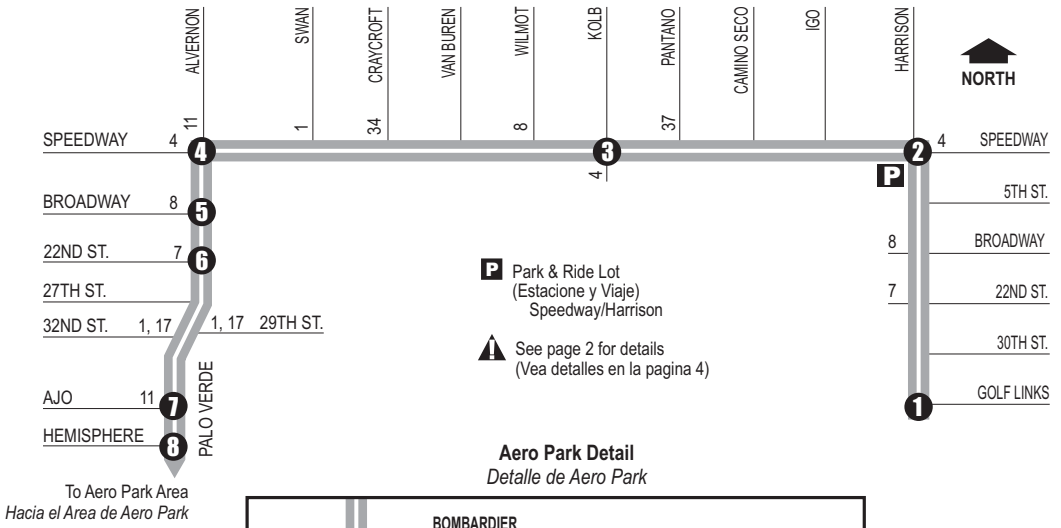 ALVERNON
SWAN
CRAYCROFT
VAN BUREN
WILMOT
KOLB
PANTANO
CAMINO SECO
IGO
HARRISON
NORTH
11
1
34
8
37
SPEEDWAY 4
4
3
2
4 SPEEDWAY
4
P
5TH ST.
BROADWAY 8
5
8 BROADWAY
22ND ST. 7
6
7 22ND ST.
27TH ST.
32ND ST. 1, 17
1, 17 29TH ST.
30TH ST.
P Park & Ride Lot
(Estacione y Viaje)
Speedway/Harrison
! See page 2 for details
(Vea detalles en la pagina 4)
PALO VERDE
AJO 11
7
1
GOLF LINKS
HEMISPHERE
8
To Aero Park Area
Hacia el Area de Aero Park
Aero Park Detail
Detalle de Aero Park
BOMBARDIER